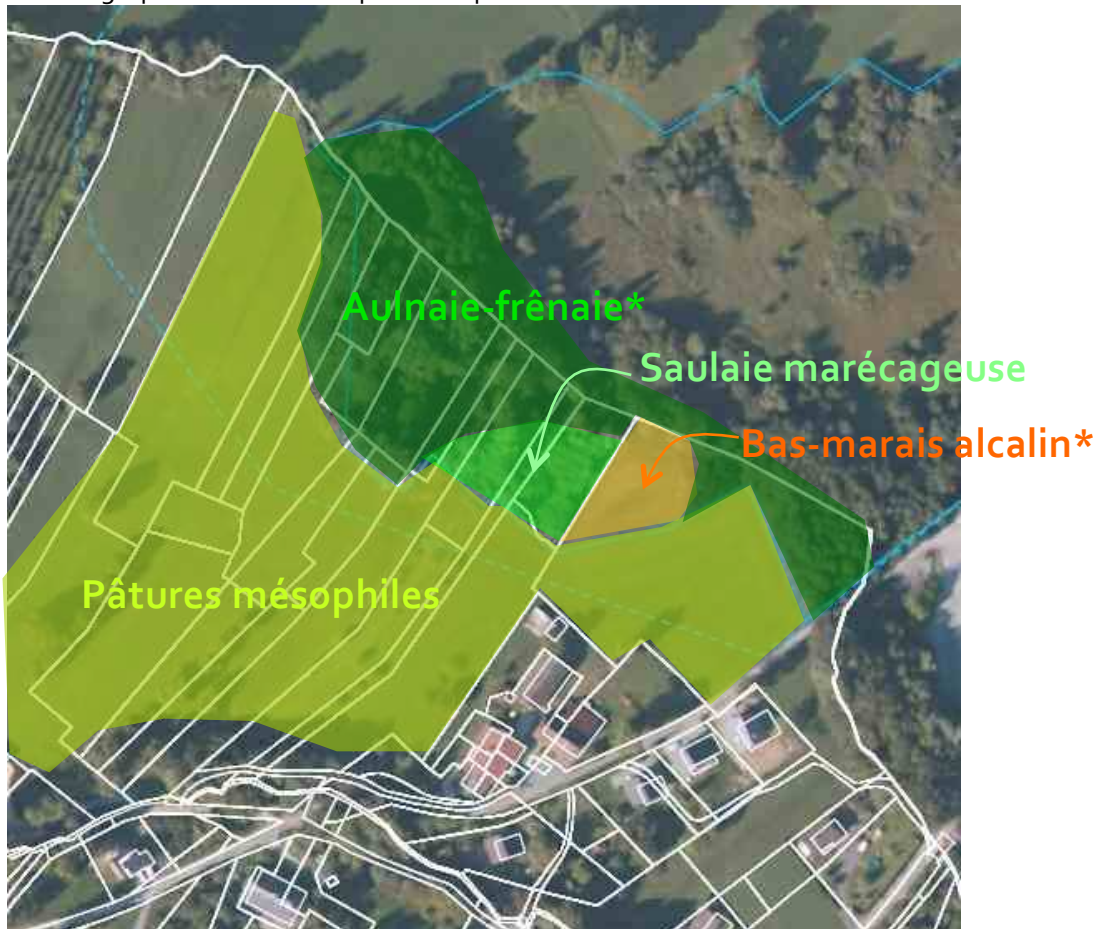 Aulnaie-frênaie*
Saulaie marécageuse
Bas-marais alcalin*
Pâtures mésophiles